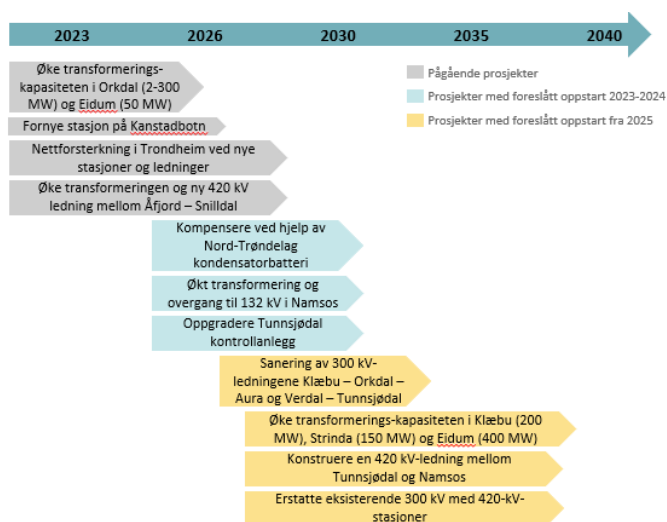 2023 2026 2030 2035 2040
Øke transformerings-
kapasiteten i Orkdal (2-300
MW) og Eidum (50 MW)
Fornye stasjon på Kanstadbotn
Nettforsterkning i Trondheim ved nye
stasjoner og ledninger
Øke transformeringen og ny 420 kV
ledning mellom Åfjord – Snilldal
Pågående prosjekter
Prosjekter med foreslått oppstart 2023-2024
Prosjekter med foreslått oppstart fra 2025
Kompensere ved hjelp av
Nord-Trøndelag
kondensatorbatteri
Økt transformering og
overgang til 132 kV i Namsos
Oppgradere Tunnsjødal
kontrollanlegg
Sanering av 300 kV-
ledningene Klæbu – Orkdal –
Aura og Verdal – Tunnsjødal
Øke transformerings-kapasiteten i Klæbu (200
MW), Strinda (150 MW) og Eidum (400 MW)
Konstruere en 420 kV-ledning mellom
Tunnsjødal og Namsos
Erstatte eksisterende 300 kV med 420-kV-
stasjoner